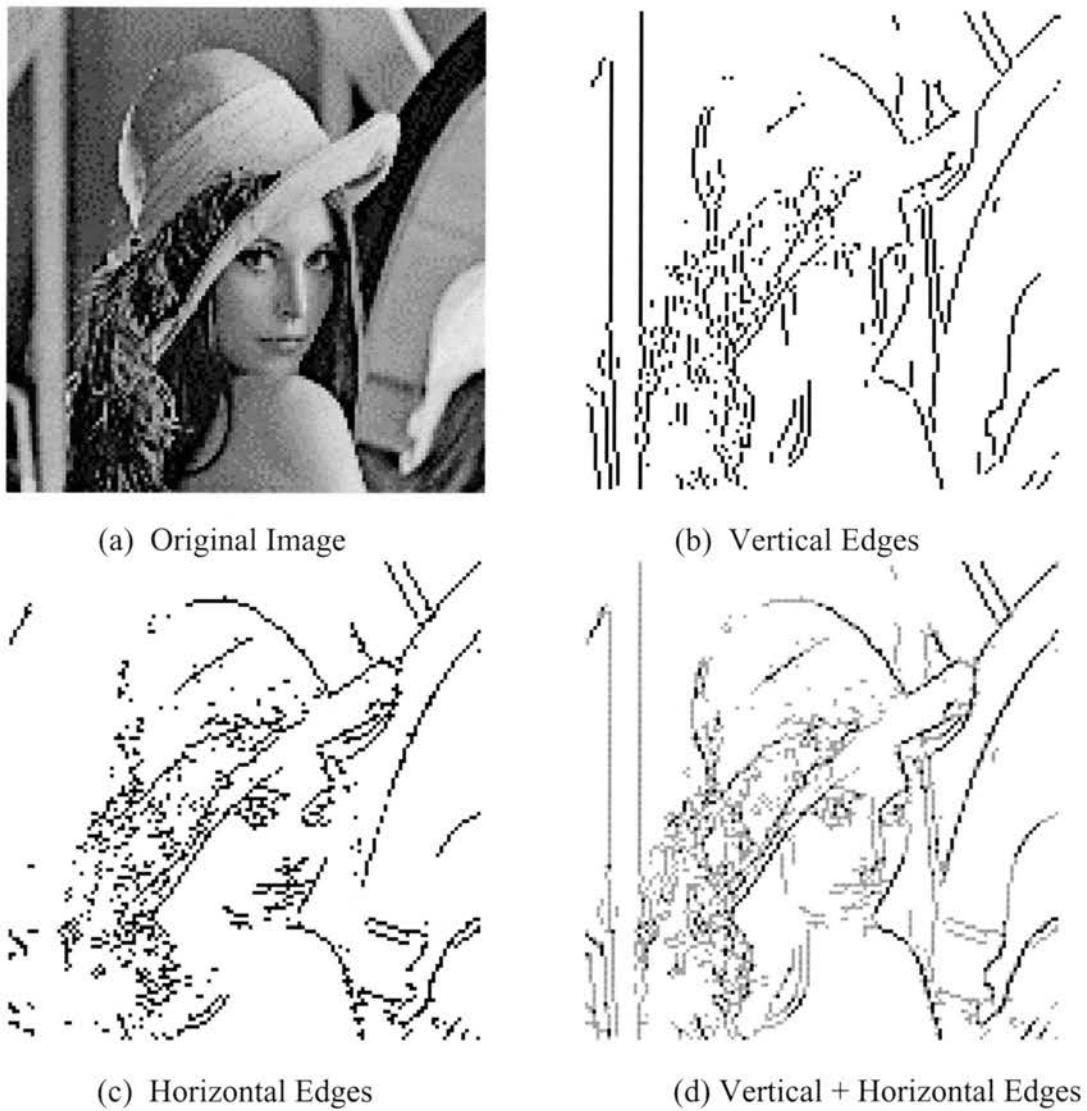 (a) Original Image
(b) Vertical Edges
(c) Horizontal Edges
(d) Vertical + Horizontal Edges